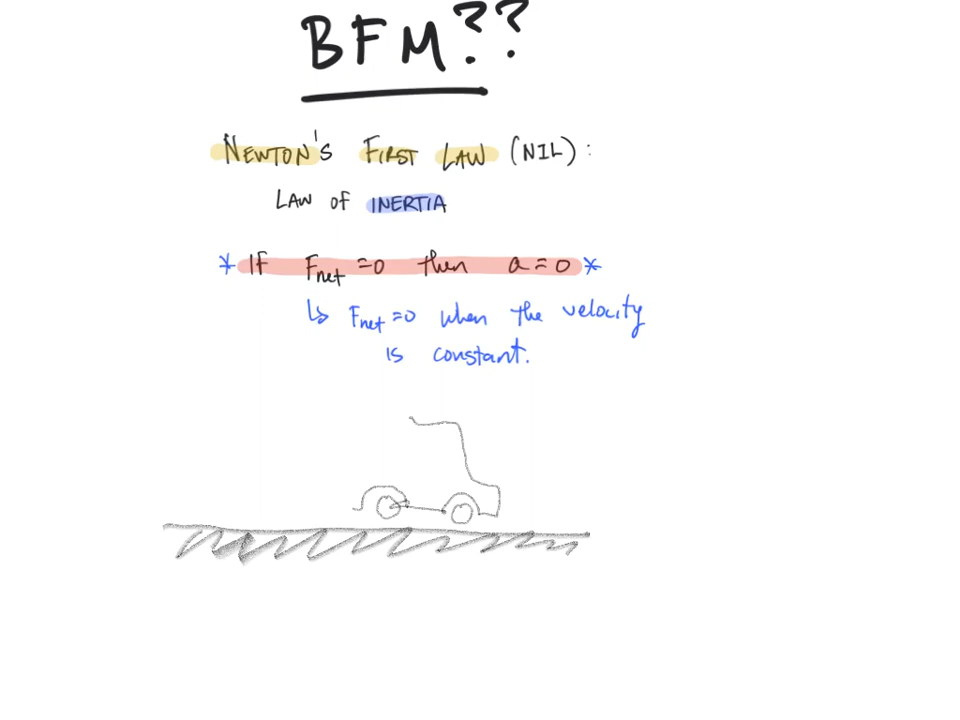 BFM??
NEWTON'S FIRST LAW (NIL):
LAW OF INERTIA
* IF Fnet = 0 then a = 0 *
↳ Fnet = 0 when the velocity
is constant.